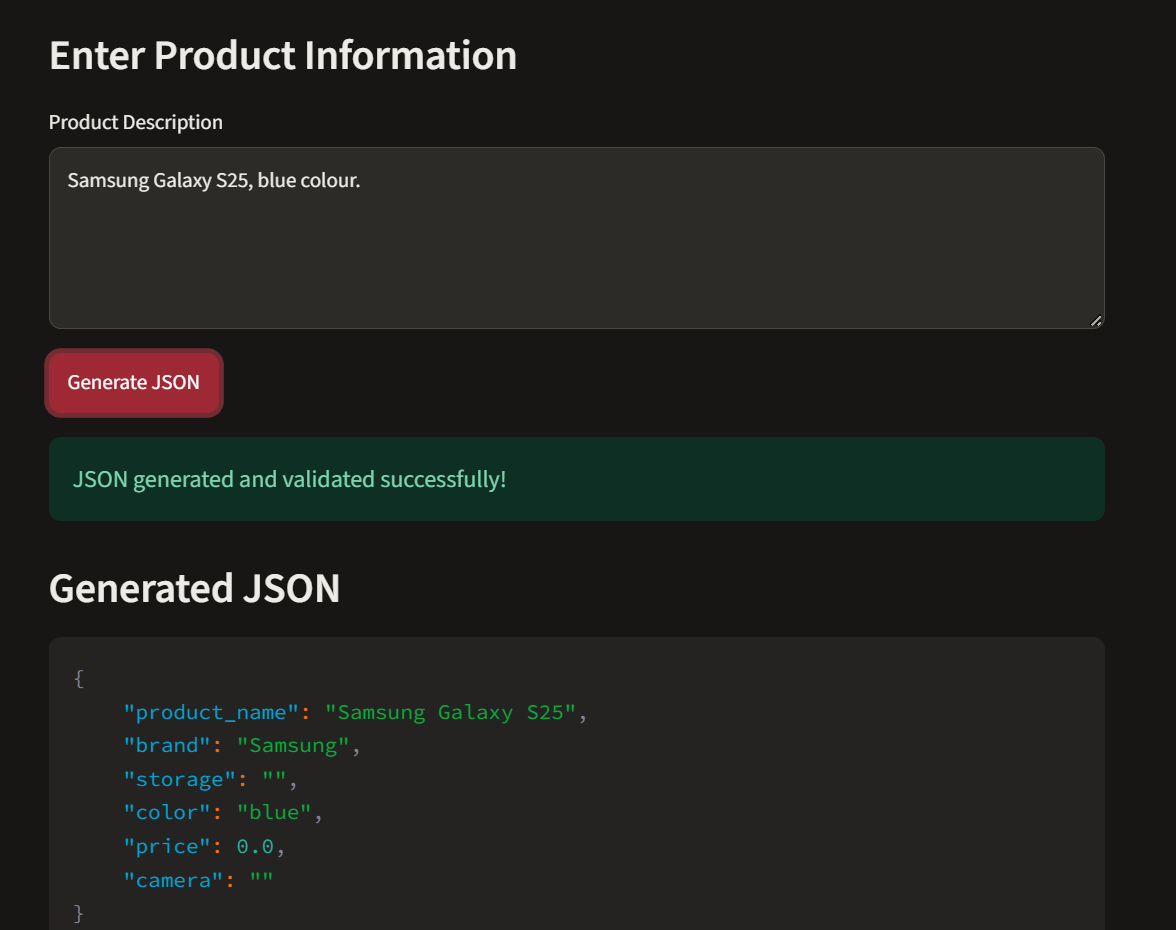 Enter Product Information
Product Description
Samsung Galaxy S25, blue colour.
Generate JSON
JSON generated and validated successfully!
Generated JSON
{
    "product_name": "Samsung Galaxy S25",
    "brand": "Samsung",
    "storage": "",
    "color": "blue",
    "price": 0.0,
    "camera": ""
}